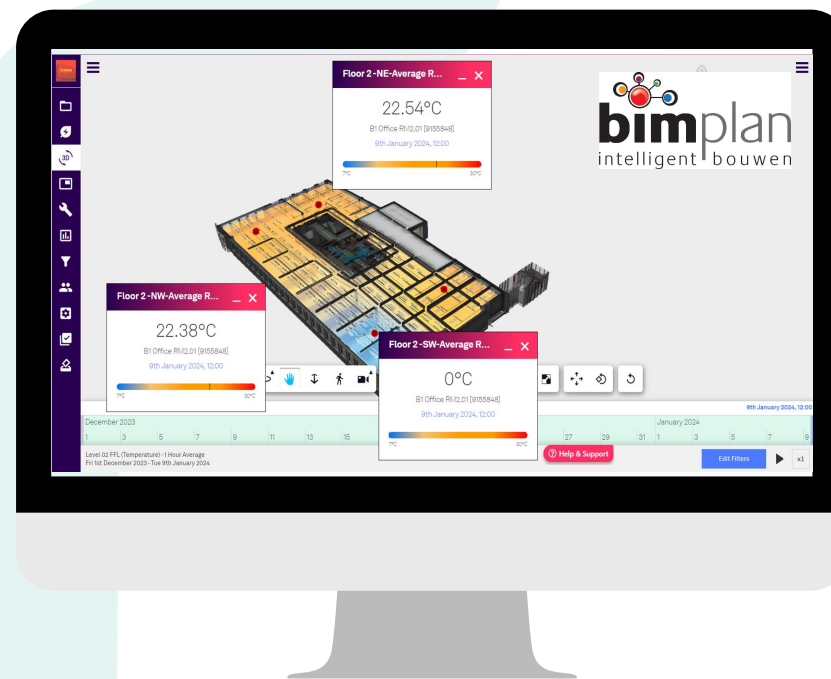 Floor 2 -NE-Average R...
22.54°C
B1 Office RM2.01 [9155848]
9th January 2024, 12:00
7°C 30°C
bimplan
intelligent bouwen
3D
Floor 2 -NW-Average R...
22.38°C
B1 Office RM2.01 [9155848]
9th January 2024, 12:00
7°C 30°C
Floor 2 -SW-Average R...
0°C
B1 Office RM2.01 [9155848]
9th January 2024, 12:00
7°C 30°C
9th January 2024, 12:00
December 2023 January 2024
1 3 5 7 9 11 13 15 27 29 31 1 3 5 7 9
Level 02 FFL (Temperature) - 1 Hour Average
Fri 1st December 2023 - Tue 9th January 2024
Help & Support
Edit Filters
x1